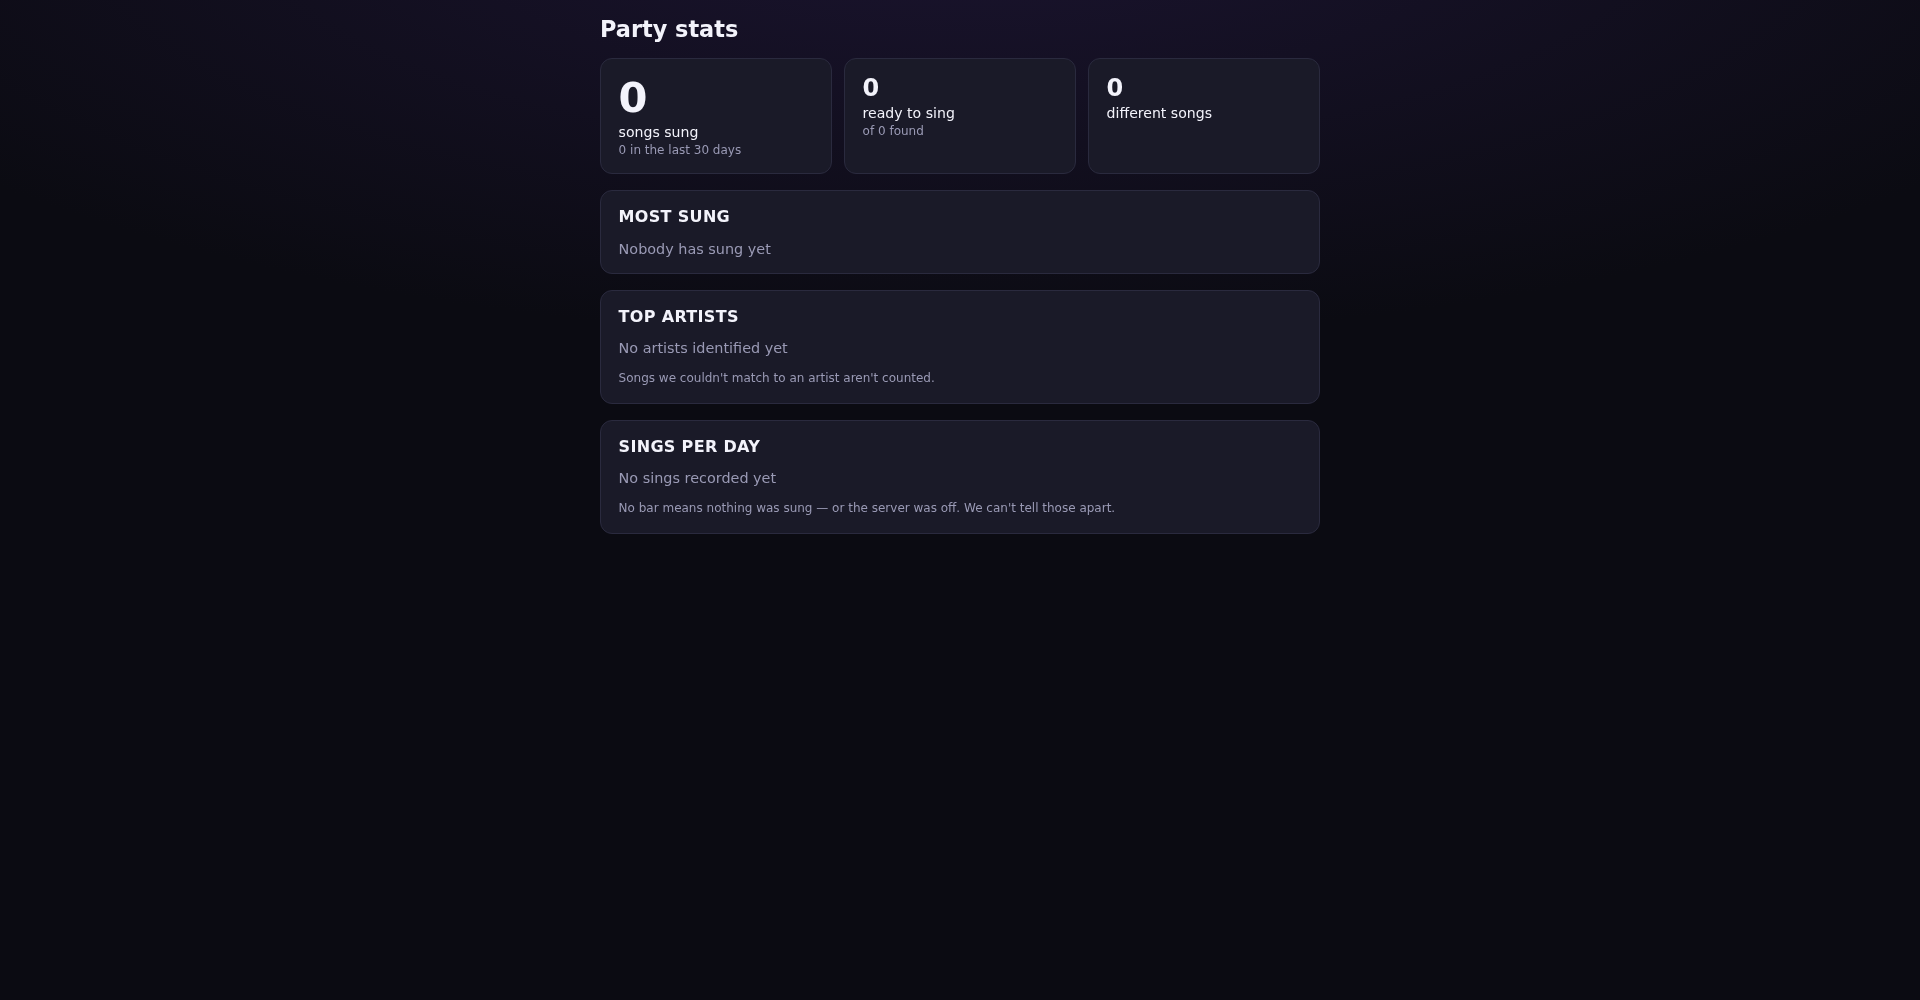 Party stats
0
songs sung
0 in the last 30 days
0
ready to sing
of 0 found
0
different songs
MOST SUNG
Nobody has sung yet
TOP ARTISTS
No artists identified yet
Songs we couldn't match to an artist aren't counted.
SINGS PER DAY
No sings recorded yet
No bar means nothing was sung — or the server was off. We can't tell those apart.